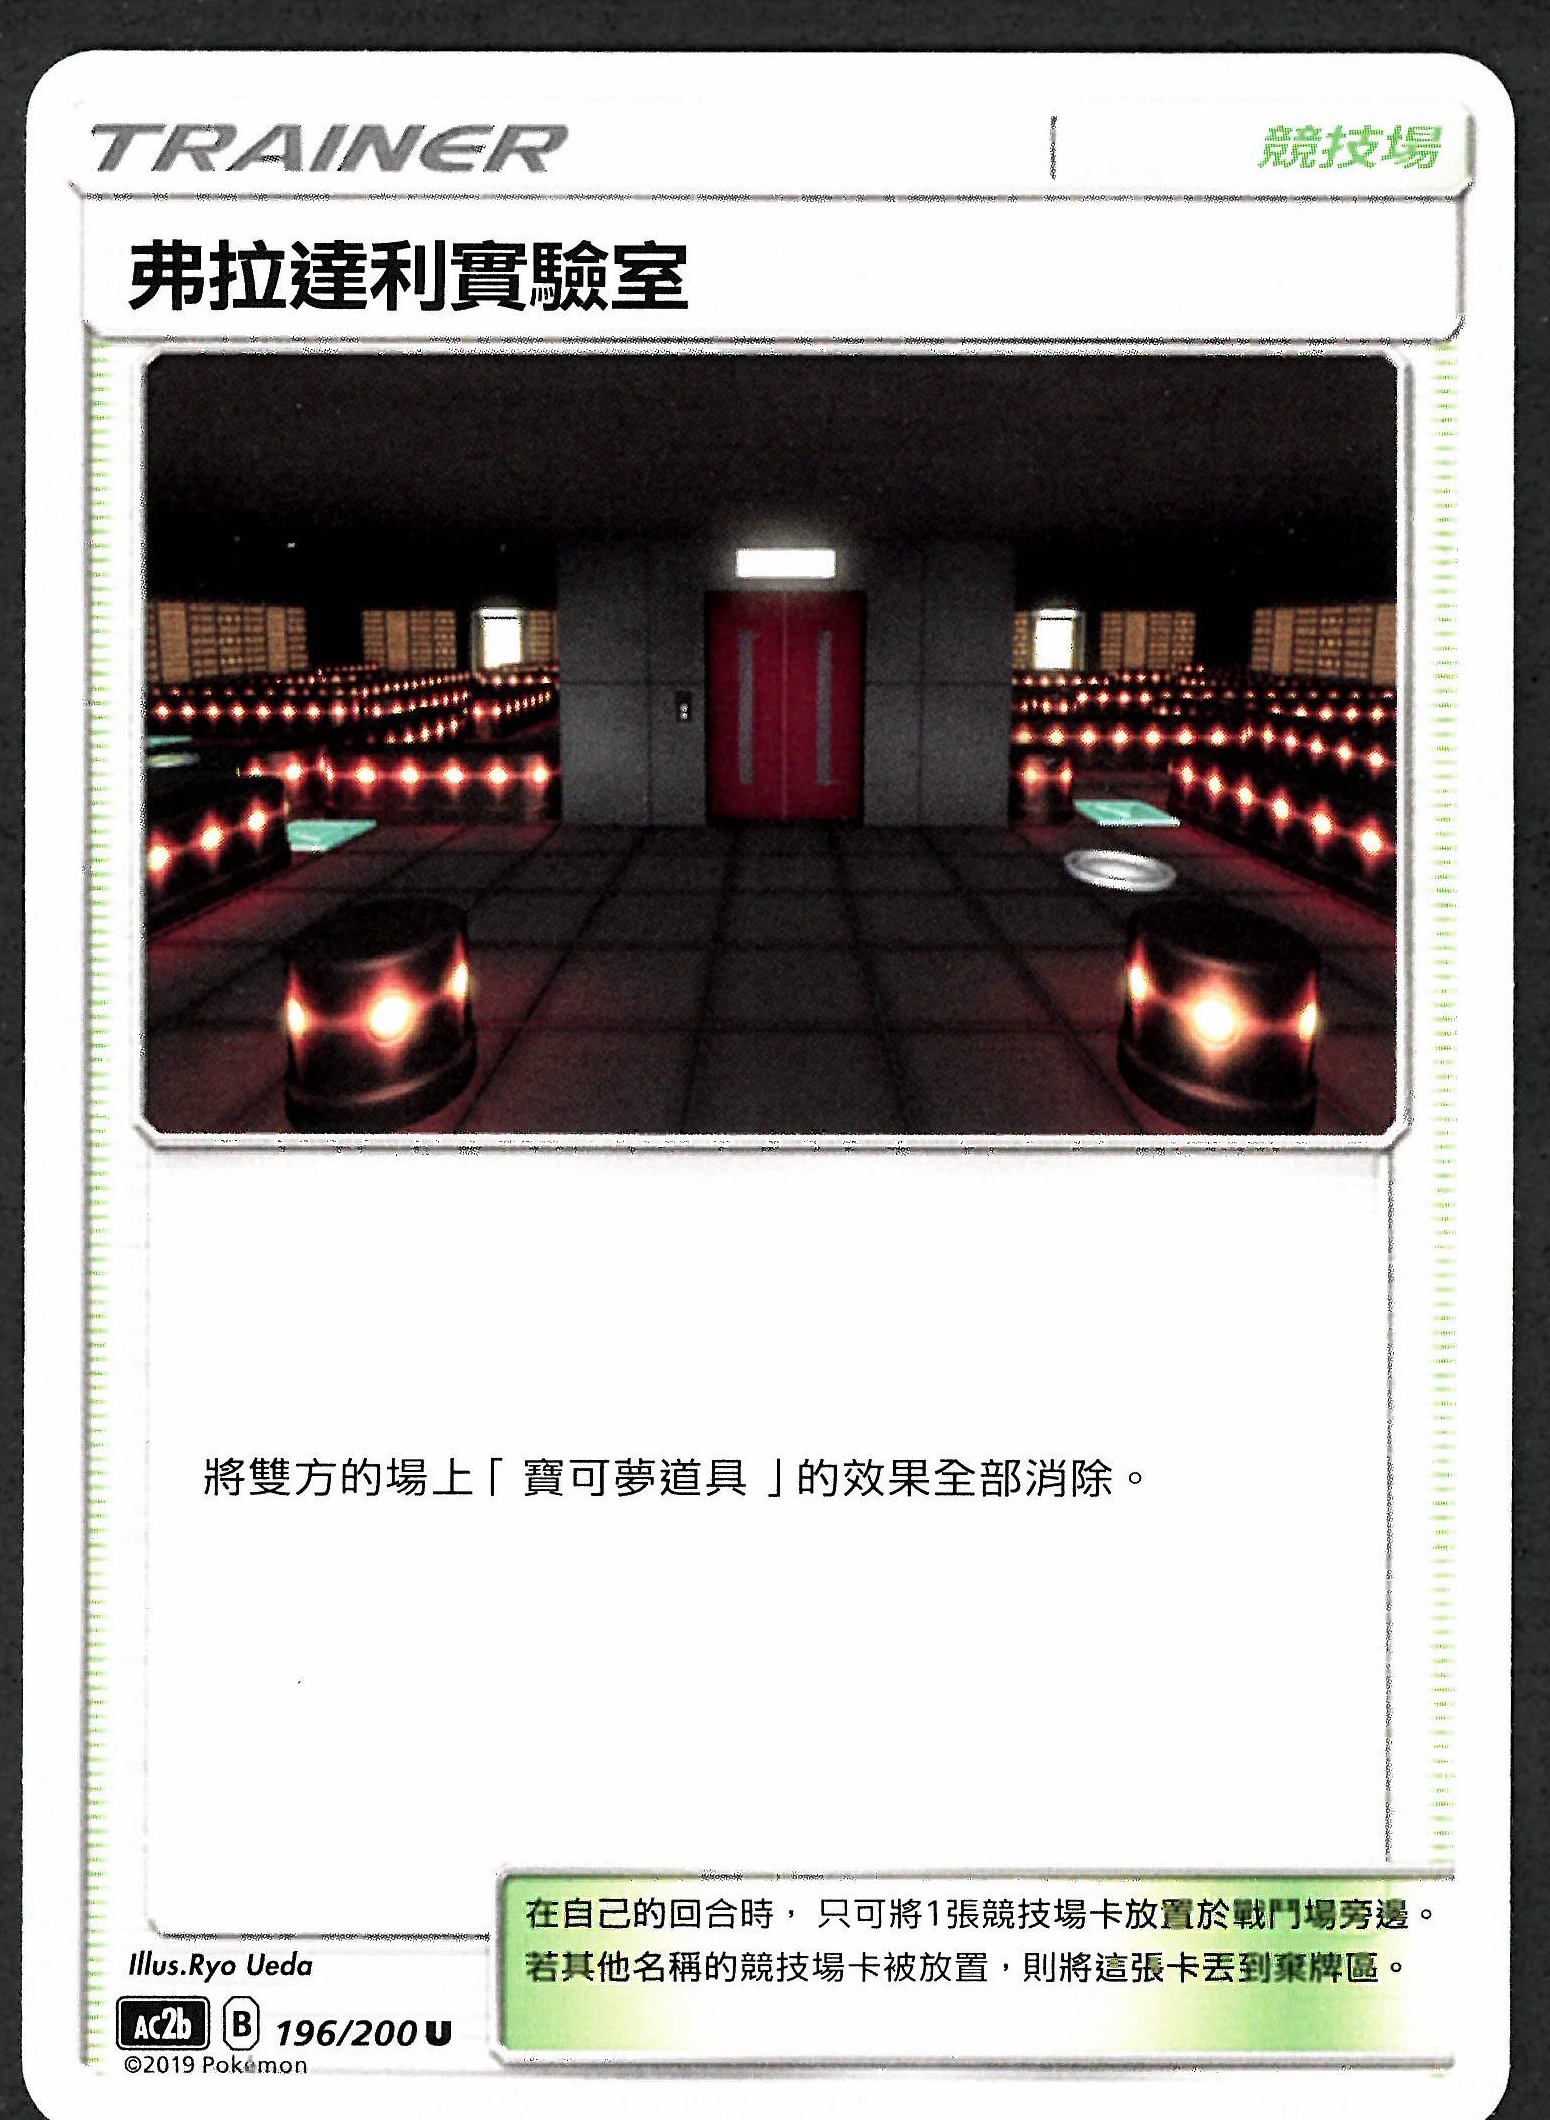 TRAINER
競技場
弗拉達利實驗室
將雙方的場上「寶可夢道具」的效果全部消除。
在自己的回合時,只可將1張競技場卡放置於戰鬥場旁邊。
若其他名稱的競技場卡被放置,則將這張卡丟到棄牌區。
Illus.Ryo Ueda
AC2b B 196/200 U
©2019 Pokémon